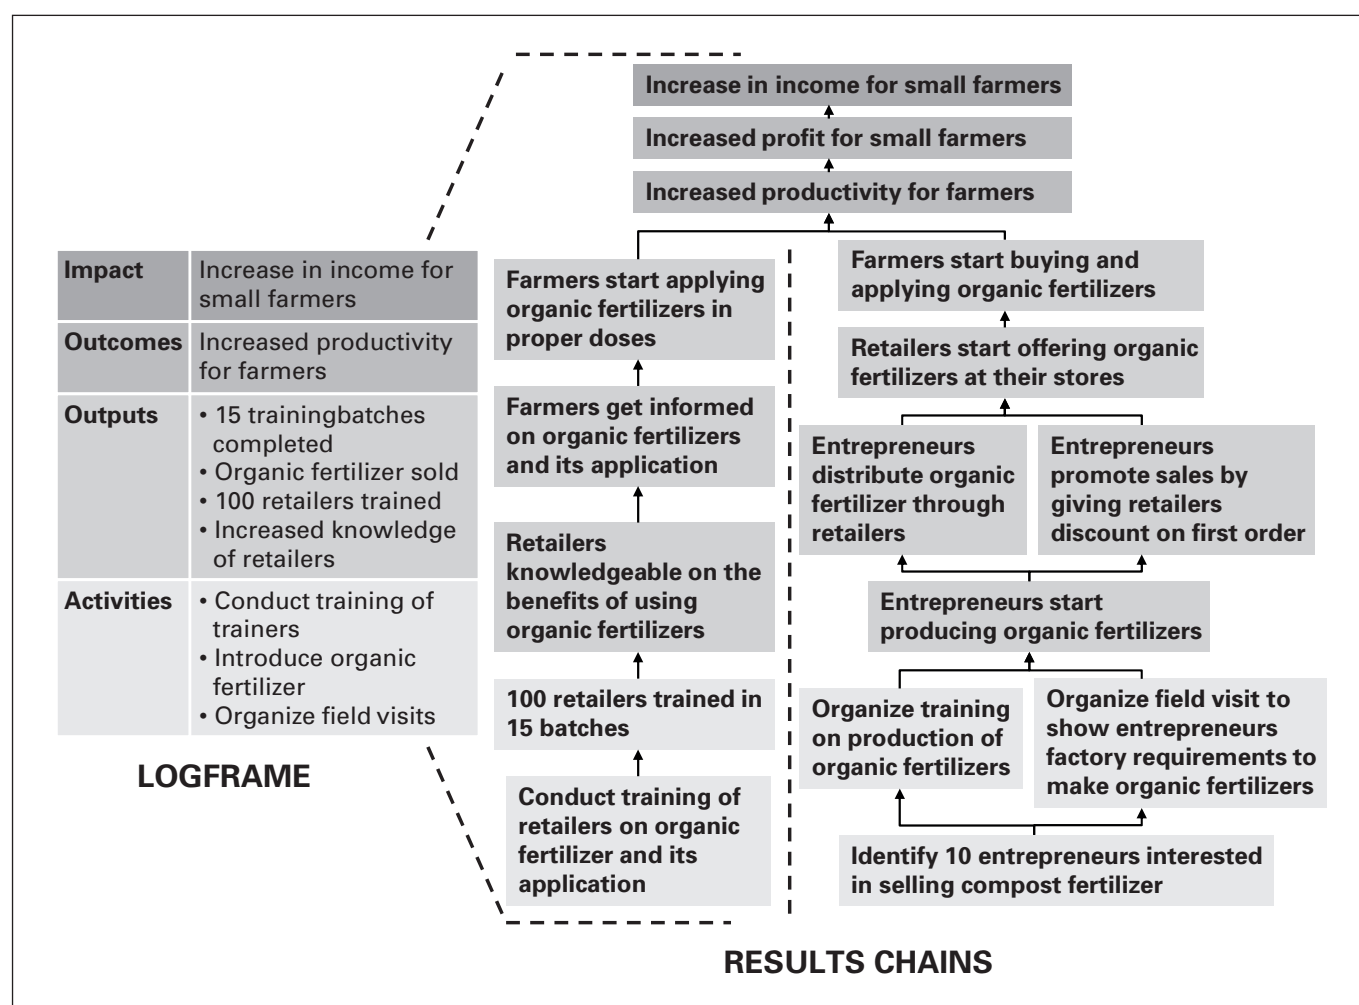 Impact
Increase in income for
small farmers
Outcomes
Increased productivity
for farmers
Outputs
• 15 trainingbatches
completed
• Organic fertilizer sold
• 100 retailers trained
• Increased knowledge
of retailers
Activities
• Conduct training of
trainers
• Introduce organic
fertilizer
• Organize field visits
LOGFRAME
Increase in income for small farmers
Increased profit for small farmers
Increased productivity for farmers
Farmers start applying
organic fertilizers in
proper doses
Farmers get informed
on organic fertilizers
and its application
Retailers
knowledgeable on the
benefits of using
organic fertilizers
100 retailers trained in
15 batches
Conduct training of
retailers on organic
fertilizer and its
application
Farmers start buying and
applying organic fertilizers
Retailers start offering organic
fertilizers at their stores
Entrepreneurs
distribute organic
fertilizer through
retailers
Entrepreneurs
promote sales by
giving retailers
discount on first order
Entrepreneurs start
producing organic fertilizers
Organize training
on production of
organic fertilizers
Organize field visit to
show entrepreneurs
factory requirements to
make organic fertilizers
Identify 10 entrepreneurs interested
in selling compost fertilizer
RESULTS CHAINS